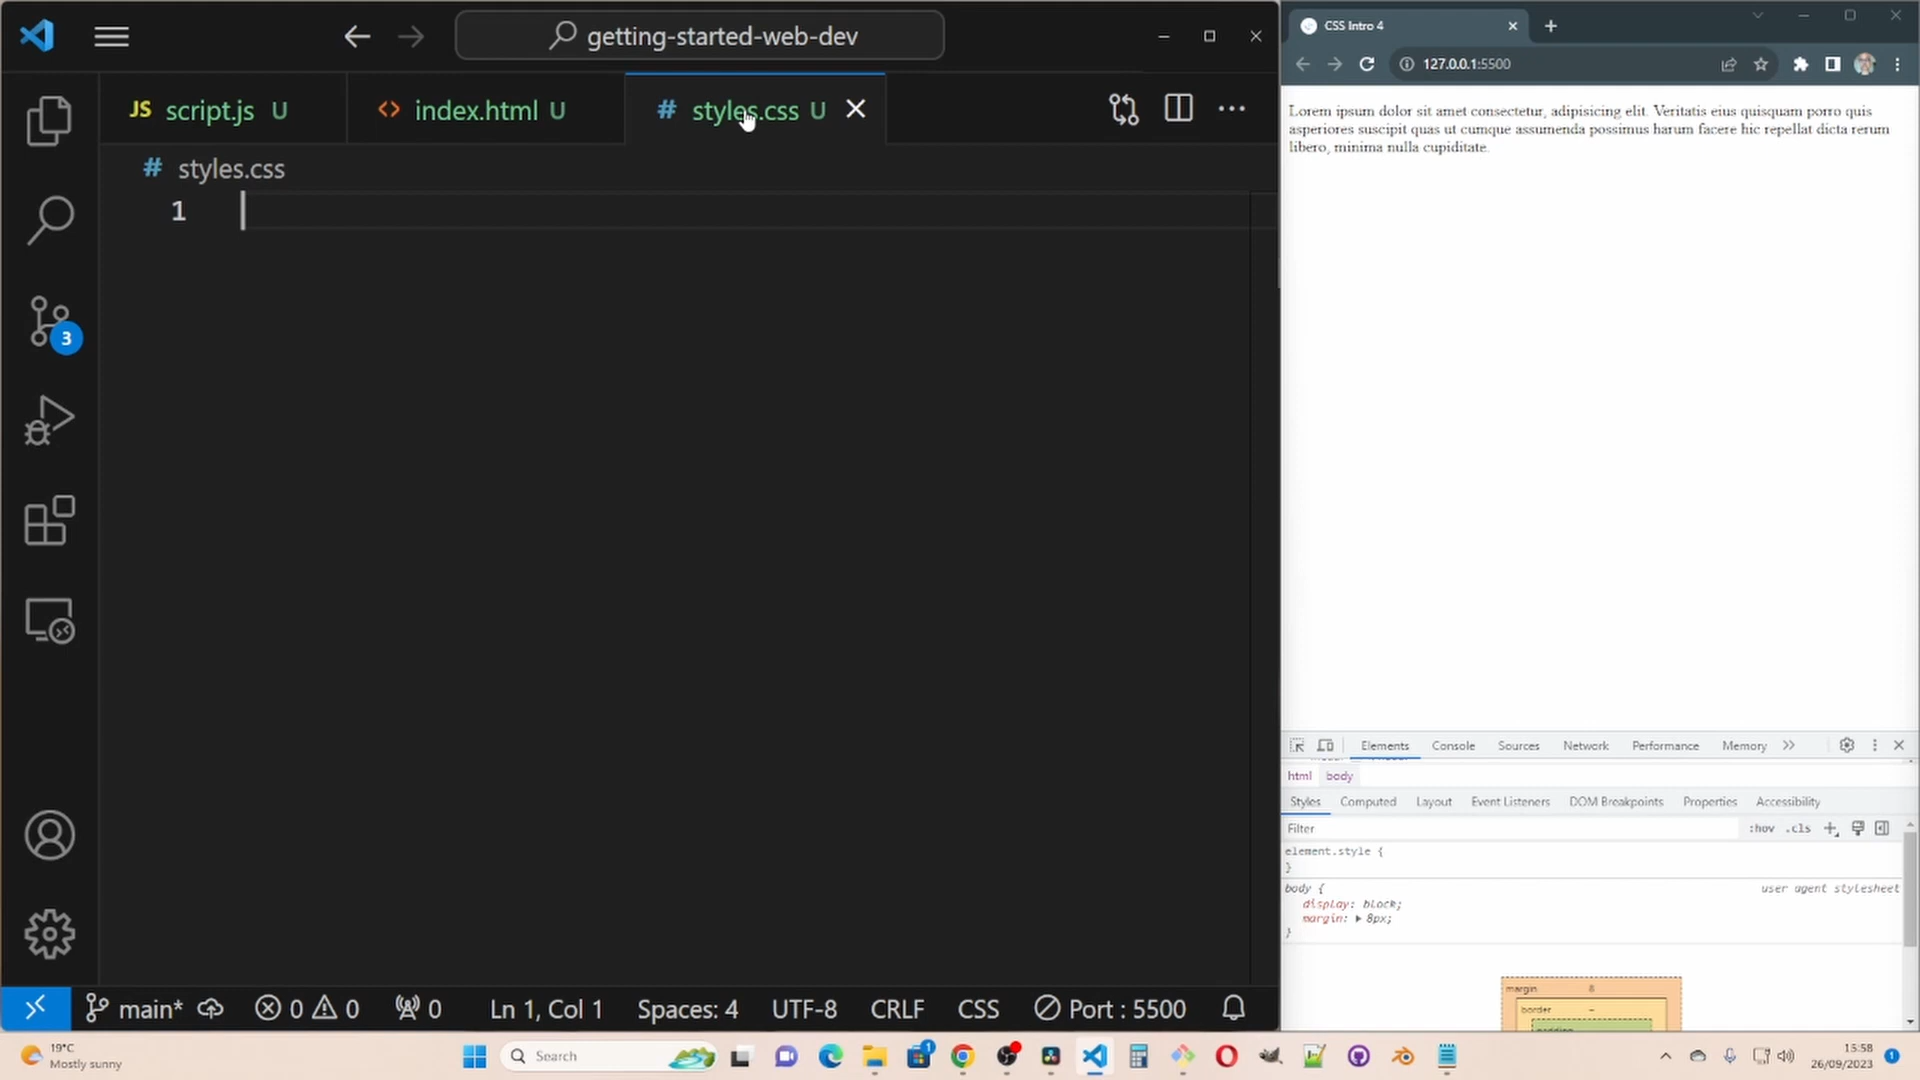 getting-started-web-dev
JS script.js U
<> index.html U
# styles.css U
# styles.css
1
3
main*
0 0
0
Ln 1, Col 1
Spaces: 4
UTF-8
CRLF
CSS
Port : 5500
CSS Intro 4
127.0.0.1:5500
Lorem ipsum dolor sit amet consectetur, adipisicing elit. Veritatis eius quisquam porro quis
asperiores suscipit quas ut cumque assumenda possimus harum facere hic repellat dicta rerum
libero, minima nulla cupiditate.
Elements Console Sources Network Performance Memory
html body
Styles Computed Layout Event Listeners DOM Breakpoints Properties Accessibility
Filter :hov .cls
element.style {
}
body { user agent stylesheet
display: block;
margin: 8px;
}
margin 8
border -
19°C
Mostly sunny
Search
1
15:58
26/09/2023
1